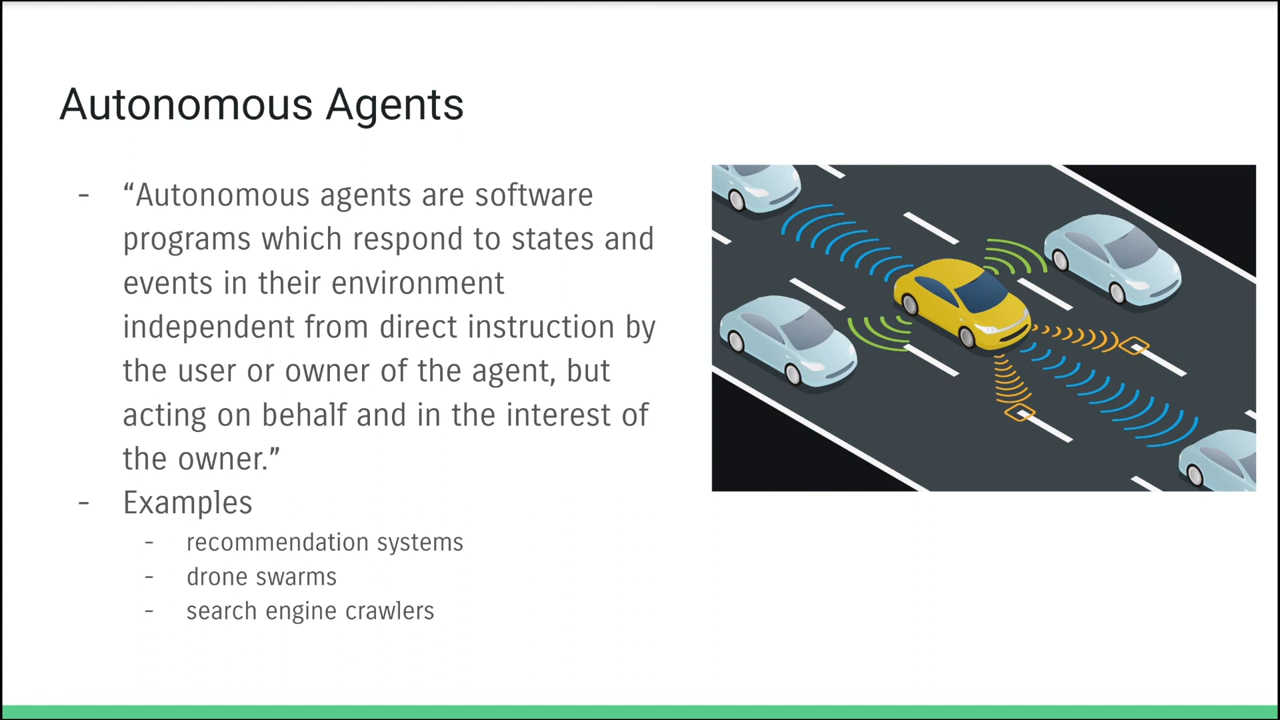 Autonomous Agents
- “Autonomous agents are software
programs which respond to states and
events in their environment
independent from direct instruction by
the user or owner of the agent, but
acting on behalf and in the interest of
the owner.”
- Examples
- recommendation systems
- drone swarms
- search engine crawlers